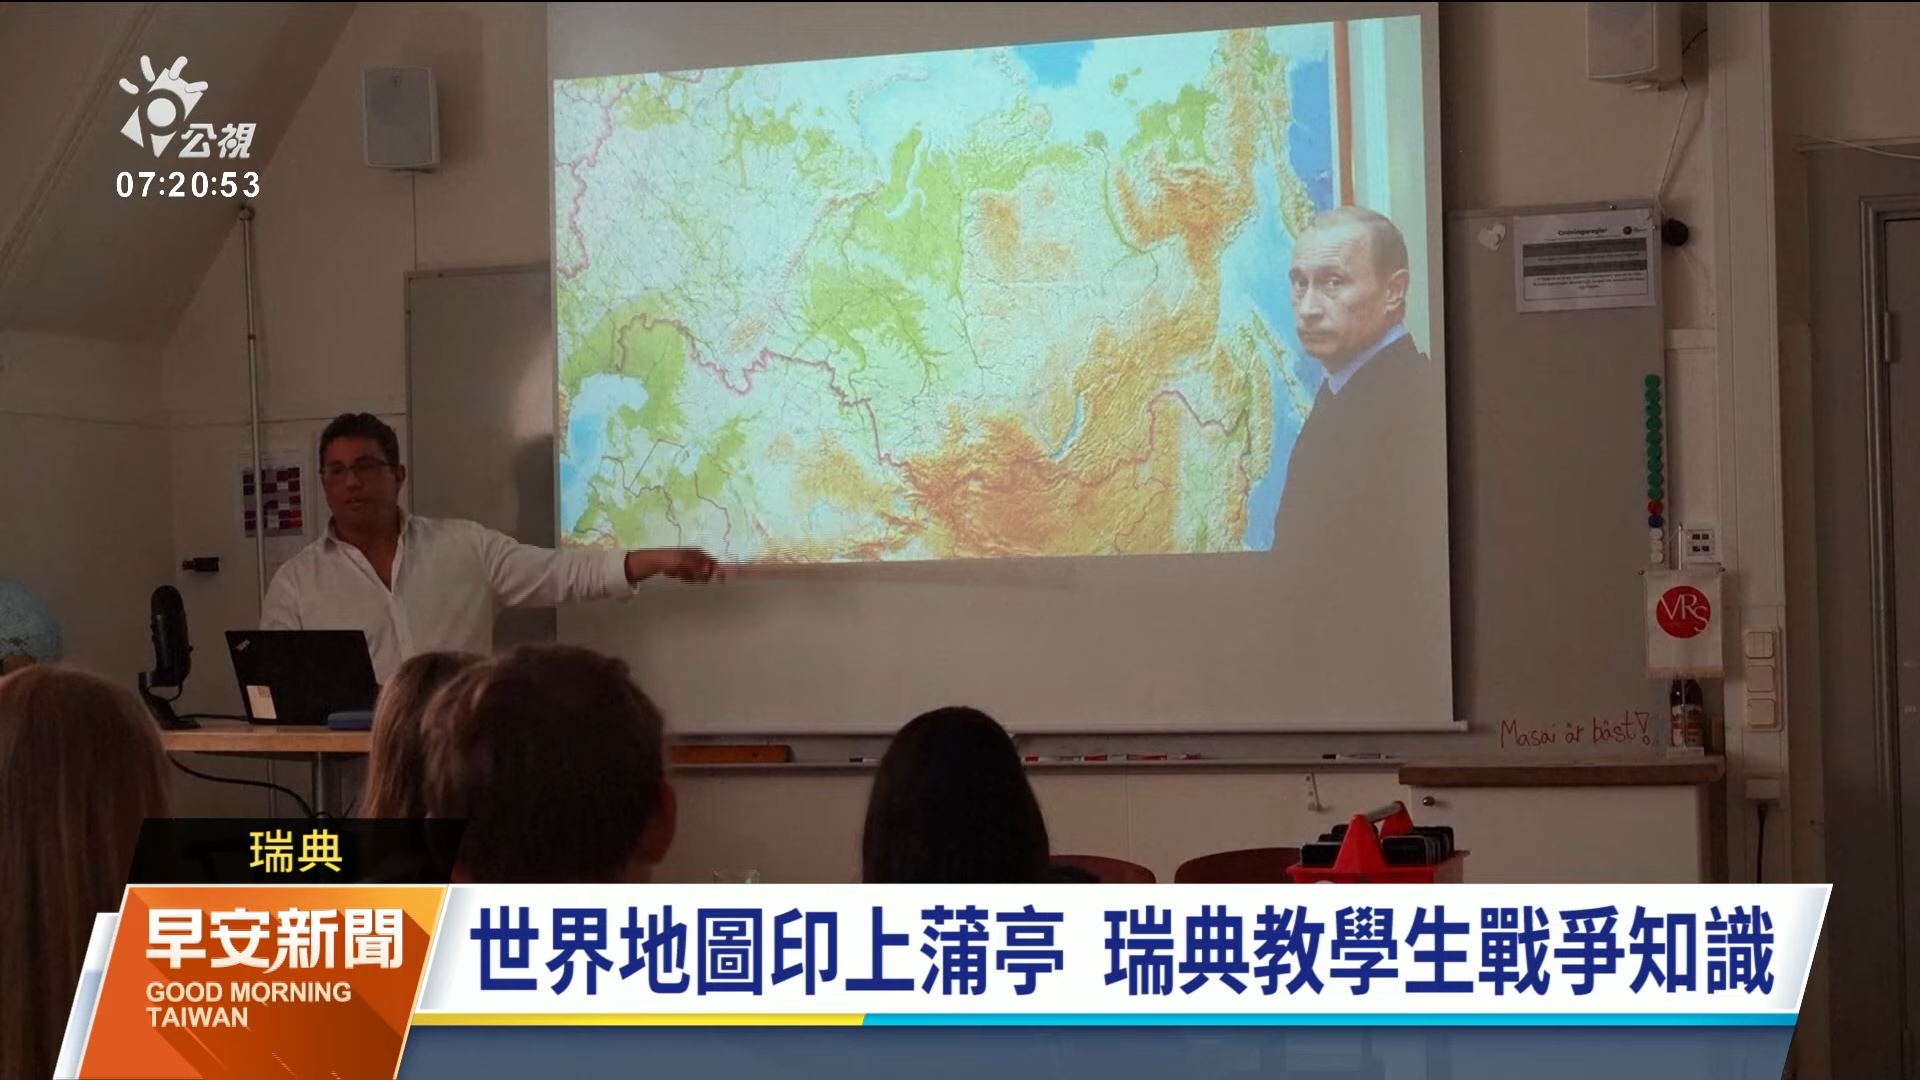 公視
07:20:53
Ordningsregler
VRS
Masai är bäst!
瑞典
早安新聞
GOOD MORNING
TAIWAN
世界地圖印上蒲亭 瑞典教學生戰爭知識